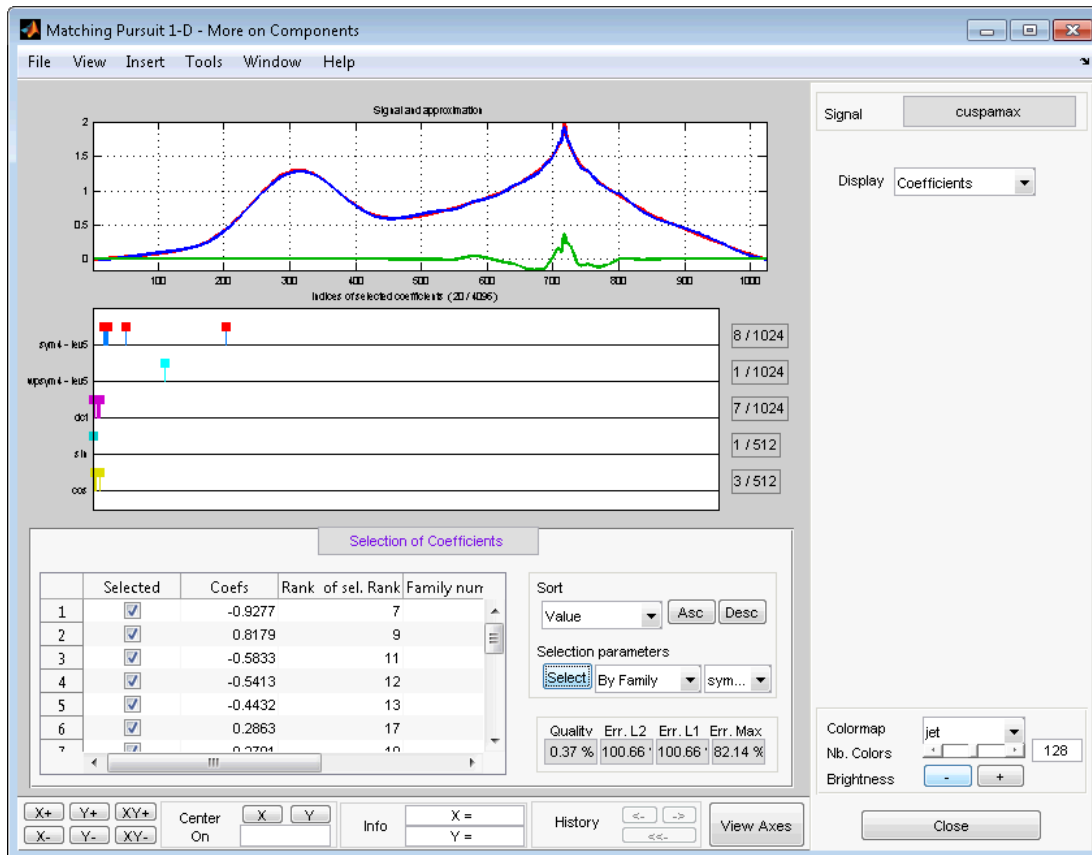 Matching Pursuit 1-D - More on Components
File View Insert Tools Window Help
Signal and approximation
2
1.5
1
0.5
0
100 200 300 400 500 600 700 800 900 1000
Indices of selected coefficients (20 / 4096)
sym4 - lev5
wpsym4 - lev5
dct
sin
cos
8 / 1024
1 / 1024
7 / 1024
1 / 512
3 / 512
Signal cuspamax
Display Coefficients
Selection of Coefficients
Selected Coefs Rank of sel. Rank Family num
1 -0.9277 7
2 0.8179 9
3 -0.5833 11
4 -0.5413 12
5 -0.4432 13
6 0.2863 17
Sort
Value Asc Desc
Selection parameters
Select By Family sym...
Quality Err. L2 Err. L1 Err. Max
0.37 % 100.66 100.66 82.14 %
Colormap jet
Nb. Colors 128
Brightness - +
X+ Y+ XY+
X- Y- XY-
Center On X Y
Info X =
Y =
History <- ->
<<-
View Axes
Close